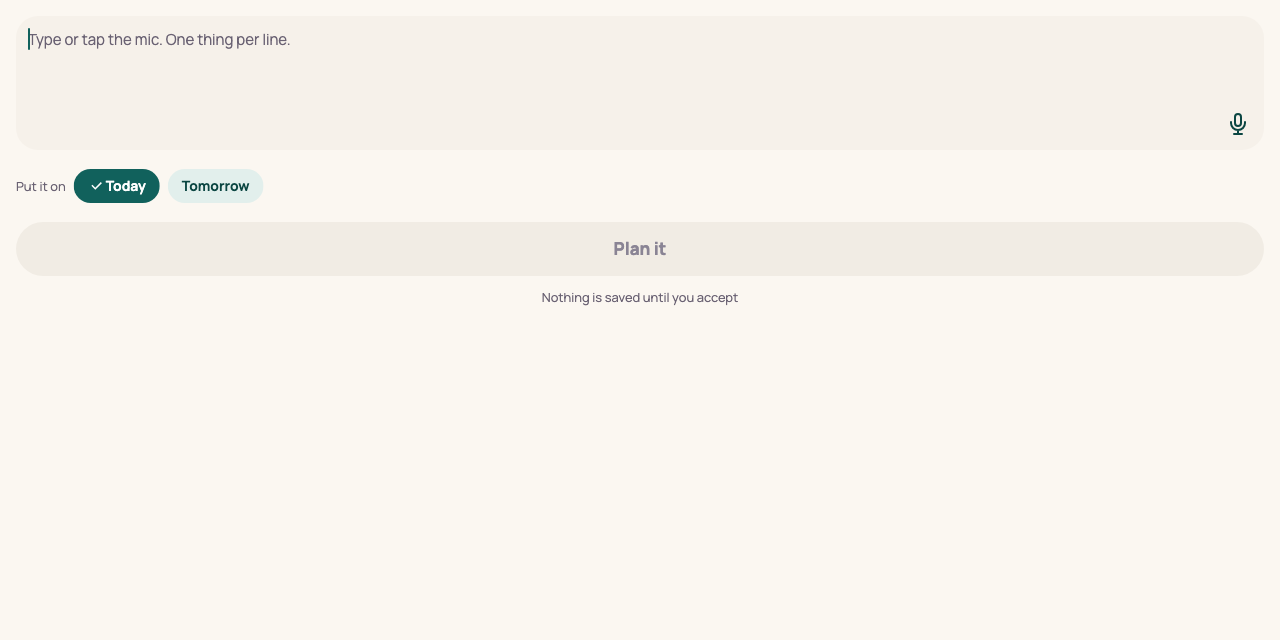 Type or tap the mic. One thing per line.
Put it on Today Tomorrow
Plan it
Nothing is saved until you accept